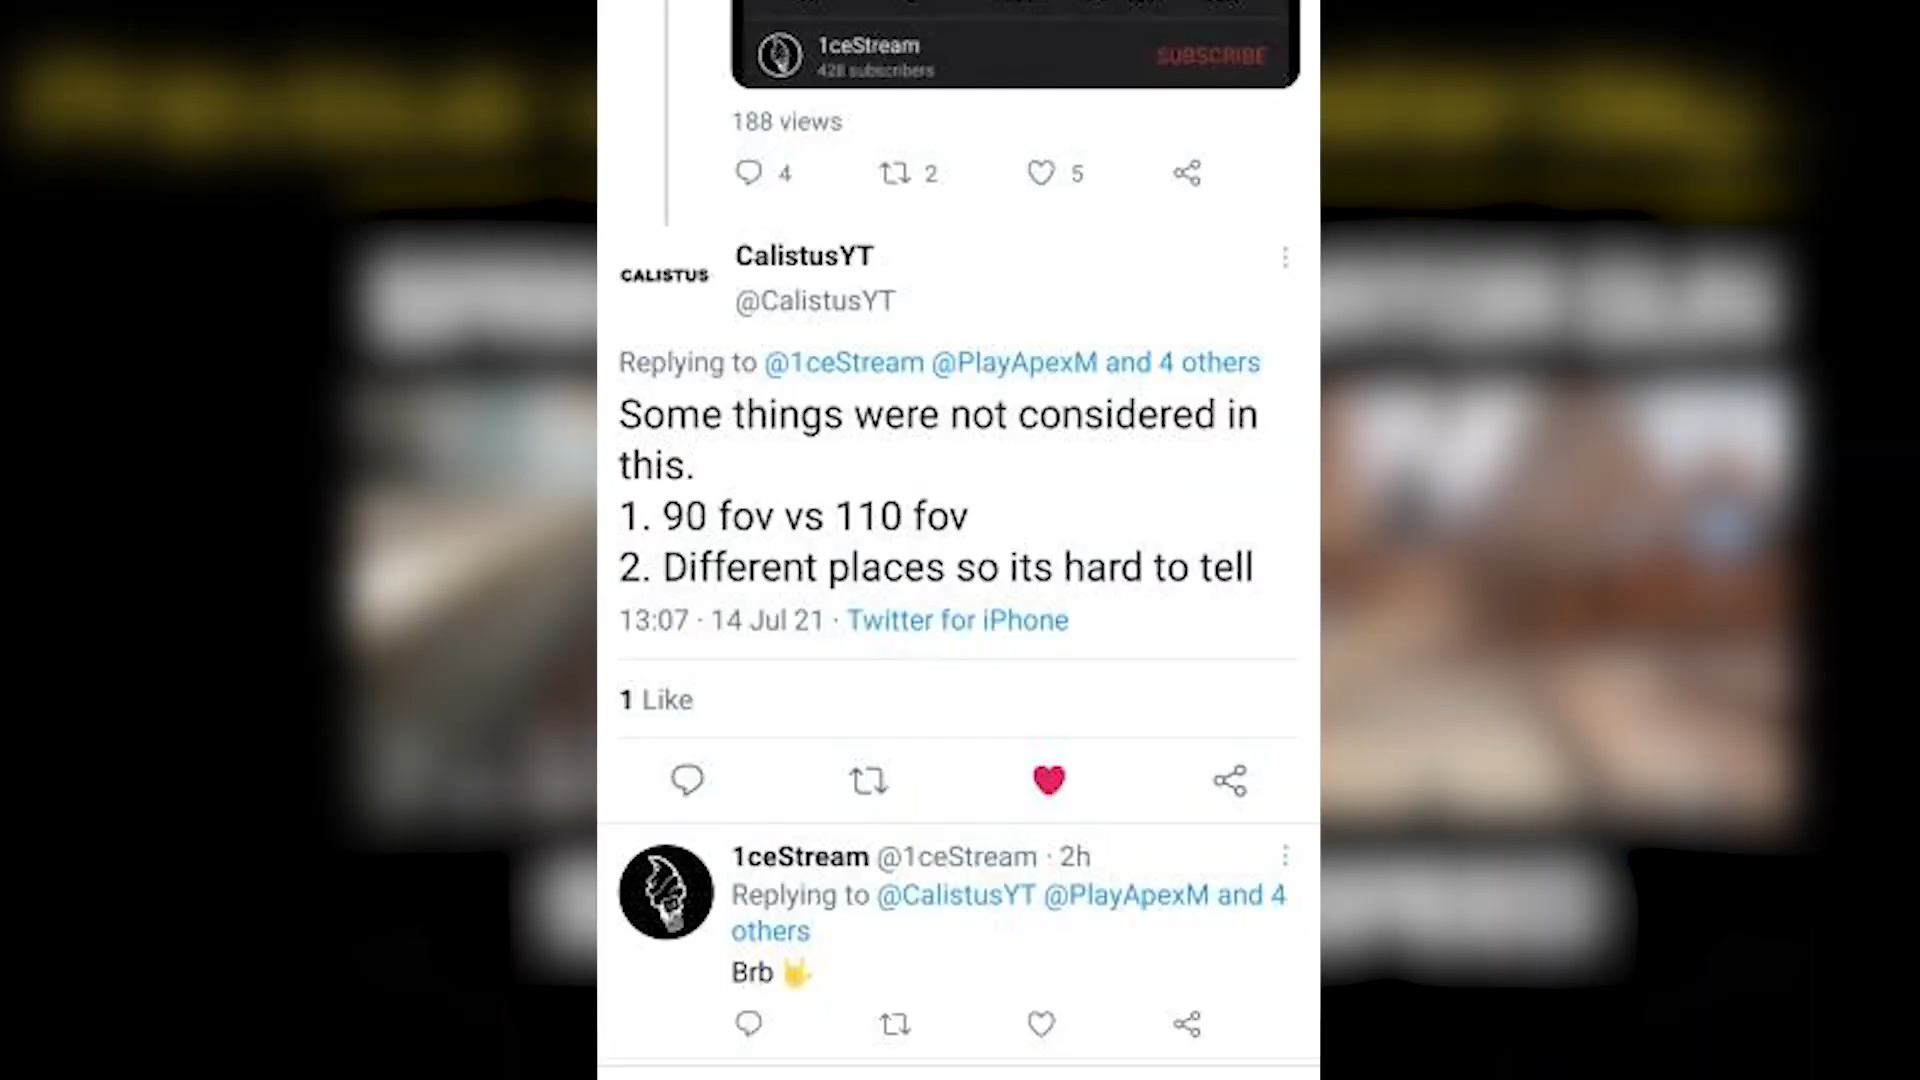 1ceStream
428 subscribers
SUBSCRIBE
188 views
4 2 5
CalistusYT
CALISTUS
@CalistusYT
Replying to @1ceStream @PlayApexM and 4 others
Some things were not considered in
this.
1. 90 fov vs 110 fov
2. Different places so its hard to tell
13:07 · 14 Jul 21 · Twitter for iPhone
1 Like
1ceStream @1ceStream · 2h
Replying to @CalistusYT @PlayApexM and 4
others
Brb 🤟